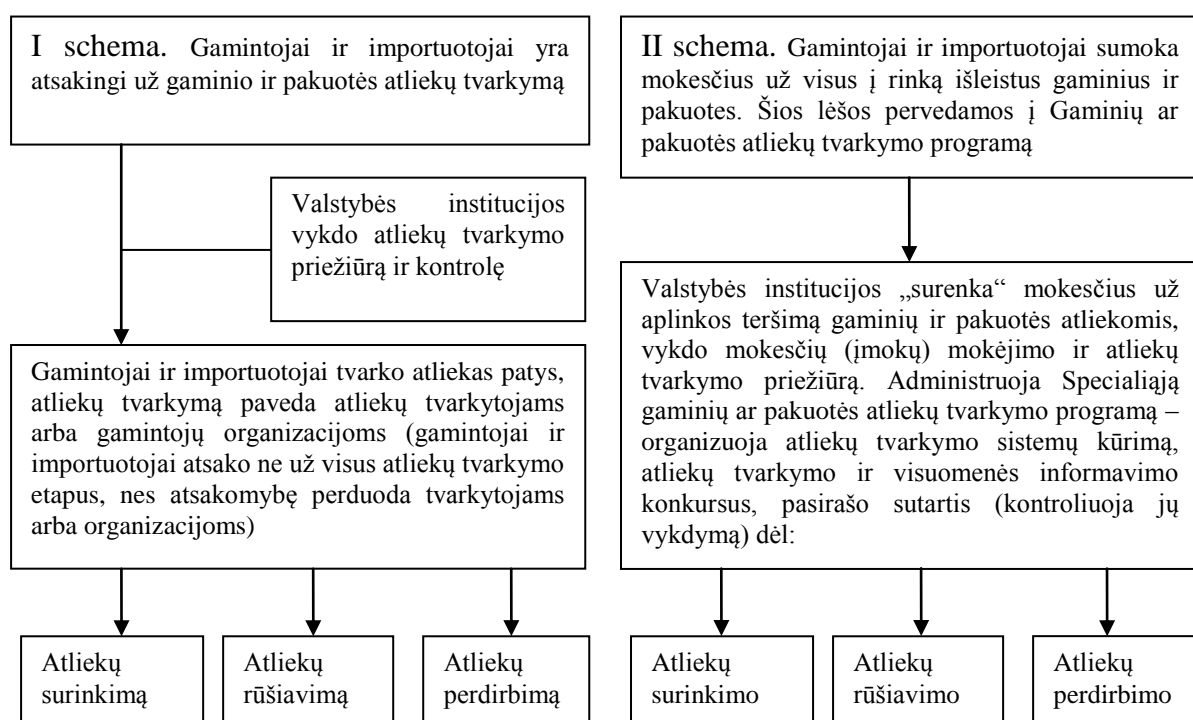 I schema. Gamintojai ir importuotojai yra
atsakingi už gaminio ir pakuotės atliekų tvarkymą
Valstybės institucijos
vykdo atliekų tvarkymo
priežiūrą ir kontrolę
Gamintojai ir importuotojai tvarko atliekas patys,
atliekų tvarkymą paveda atliekų tvarkytojams
arba gamintojų organizacijoms (gamintojai ir
importuotojai atsako ne už visus atliekų tvarkymo
etapus, nes atsakomybę perduoda tvarkytojams
arba organizacijoms)
Atliekų
surinkimą
Atliekų
rūšiavimą
Atliekų
perdirbimą
II schema. Gamintojai ir importuotojai sumoka
mokesčius už visus į rinką išleistus gaminius ir
pakuotes. Šios lėšos pervedamos į Gaminių ar
pakuotės atliekų tvarkymo programą
Valstybės institucijos „surenka“ mokesčius už
aplinkos teršimą gaminių ir pakuotės atliekomis,
vykdo mokesčių (įmokų) mokėjimo ir atliekų
tvarkymo priežiūrą. Administruoja Specialiąją
gaminių ar pakuotės atliekų tvarkymo programą –
organizuoja atliekų tvarkymo sistemų kūrimą,
atliekų tvarkymo ir visuomenės informavimo
konkursus, pasirašo sutartis (kontroliuoja jų
vykdymą) dėl:
Atliekų
surinkimo
Atliekų
rūšiavimo
Atliekų
perdirbimo